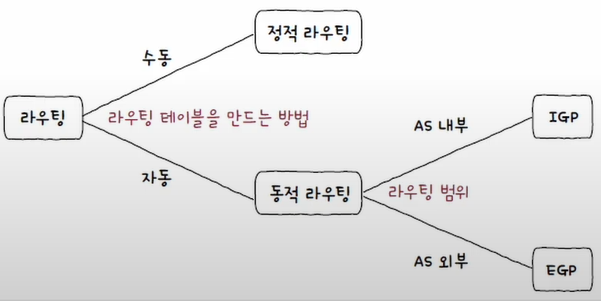 정적 라우팅
수동
라우팅
라우팅 테이블을 만드는 방법
자동
동적 라우팅
AS 내부
IGP
라우팅 범위
AS 외부
EGP